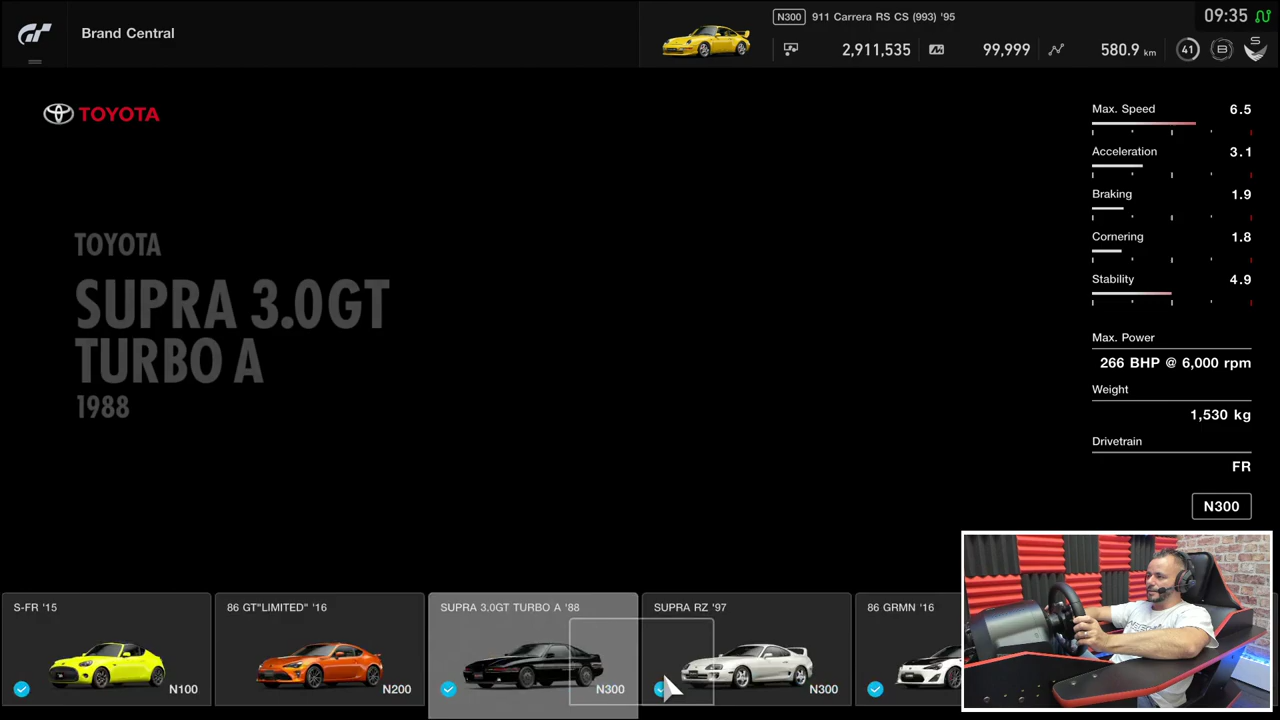 Brand Central
N300 911 Carrera RS CS (993) '95
09:35
2,911,535
99,999
580.9 km
41
B
S
TOYOTA
Max. Speed 6.5
Acceleration 3.1
Braking 1.9
Cornering 1.8
Stability 4.9
TOYOTA
SUPRA 3.0GT
TURBO A
1988
Max. Power
266 BHP @ 6,000 rpm
Weight
1,530 kg
Drivetrain
FR
N300
S-FR '15
N100
86 GT"LIMITED" '16
N200
SUPRA 3.0GT TURBO A '88
N300
SUPRA RZ '97
N300
86 GRMN '16